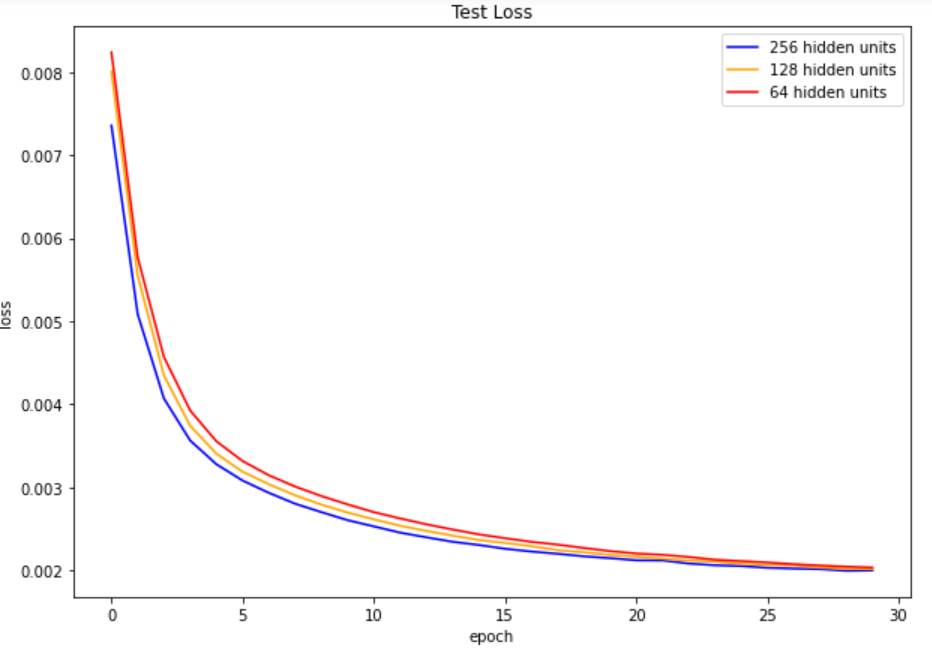 Test Loss
256 hidden units
128 hidden units
64 hidden units
0.008
0.007
0.006
0.005
0.004
0.003
0.002
loss
0 5 10 15 20 25 30
epoch